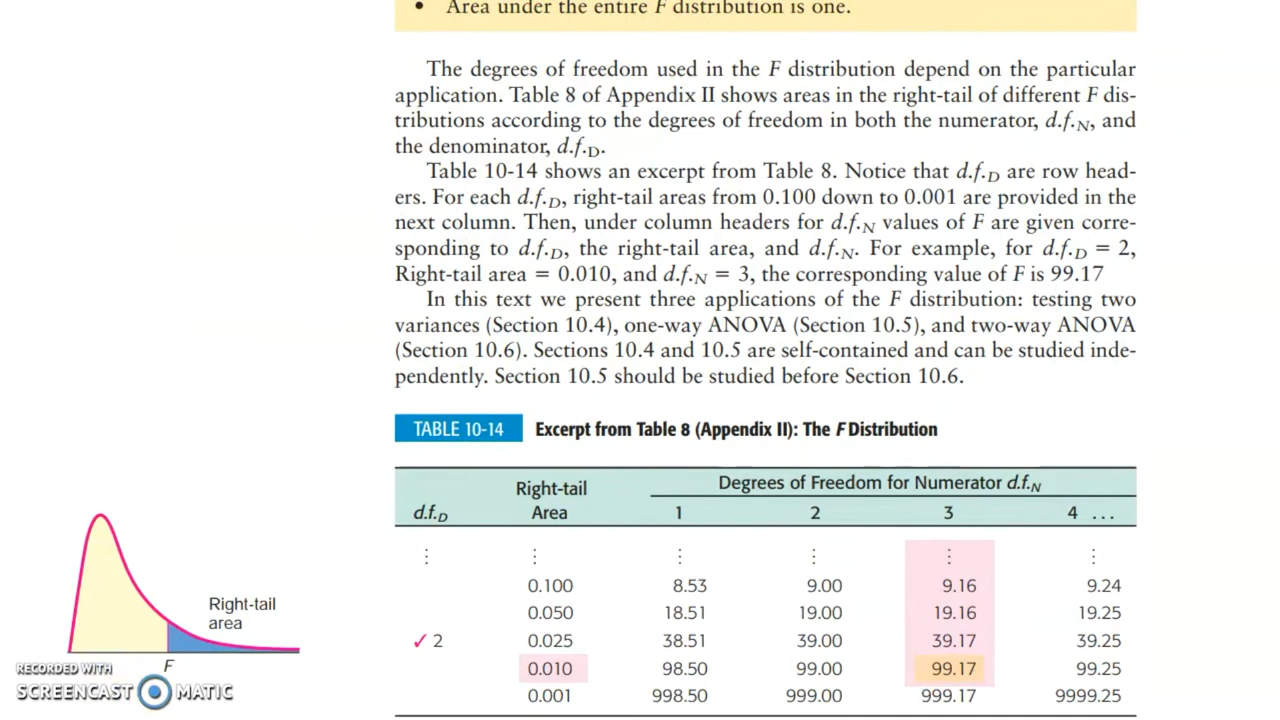 • Area under the entire F distribution is one.
The degrees of freedom used in the F distribution depend on the particular
application. Table 8 of Appendix II shows areas in the right-tail of different F dis-
tributions according to the degrees of freedom in both the numerator, d.f.N, and
the denominator, d.f.D.
Table 10-14 shows an excerpt from Table 8. Notice that d.f.D are row head-
ers. For each d.f.D, right-tail areas from 0.100 down to 0.001 are provided in the
next column. Then, under column headers for d.f.N values of F are given corre-
sponding to d.f.D, the right-tail area, and d.f.N. For example, for d.f.D = 2,
Right-tail area = 0.010, and d.f.N = 3, the corresponding value of F is 99.17
In this text we present three applications of the F distribution: testing two
variances (Section 10.4), one-way ANOVA (Section 10.5), and two-way ANOVA
(Section 10.6). Sections 10.4 and 10.5 are self-contained and can be studied inde-
pendently. Section 10.5 should be studied before Section 10.6.
TABLE 10-14 Excerpt from Table 8 (Appendix II): The F Distribution
Right-tail Degrees of Freedom for Numerator d.f.N
d.f.D Area 1 2 3 4 ...
⋮ ⋮ ⋮ ⋮ ⋮ ⋮
0.100 8.53 9.00 9.16 9.24
0.050 18.51 19.00 19.16 19.25
✓ 2 0.025 38.51 39.00 39.17 39.25
0.010 98.50 99.00 99.17 99.25
0.001 998.50 999.00 999.17 9999.25
Right-tail
area
F
RECORDED WITH
SCREENCAST MATIC